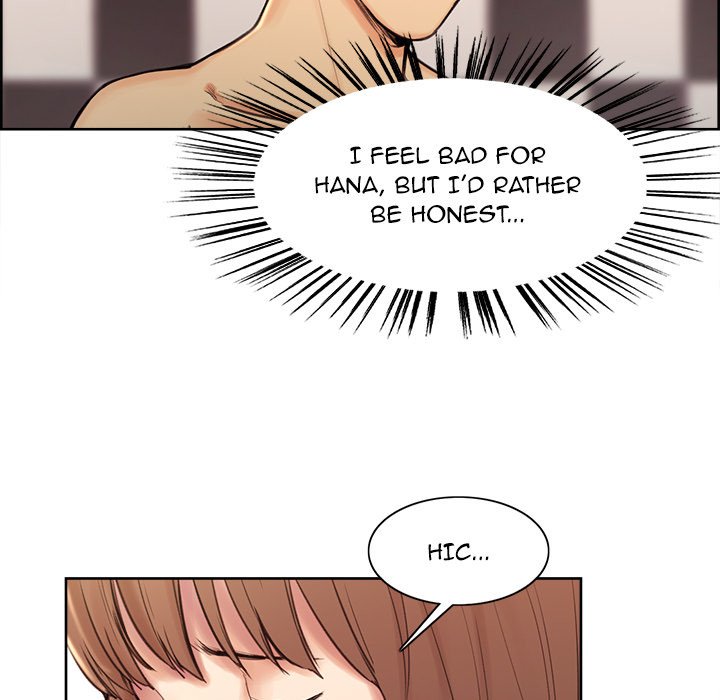 I FEEL BAD FOR
HANA, BUT I'D RATHER
BE HONEST...
HIC...